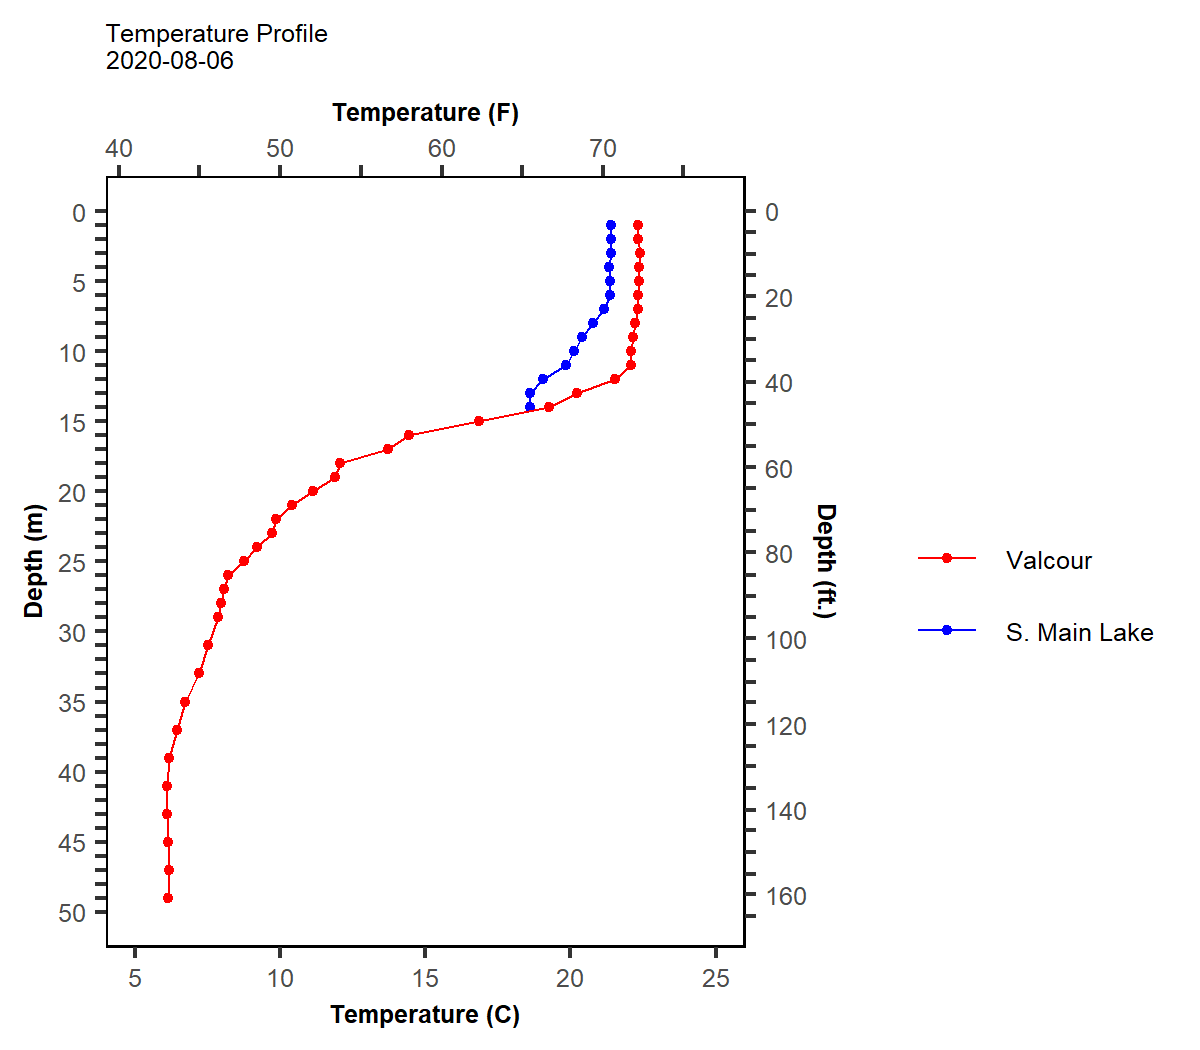 Temperature Profile
2020-08-06
Temperature (F)
40 50 60 70
0 0
5
20
10
40
15
60
20
80
25
30
100
35
120
40
140
45
160
50
Depth (m)
Depth (ft.)
Valcour
S. Main Lake
5 10 15 20 25
Temperature (C)